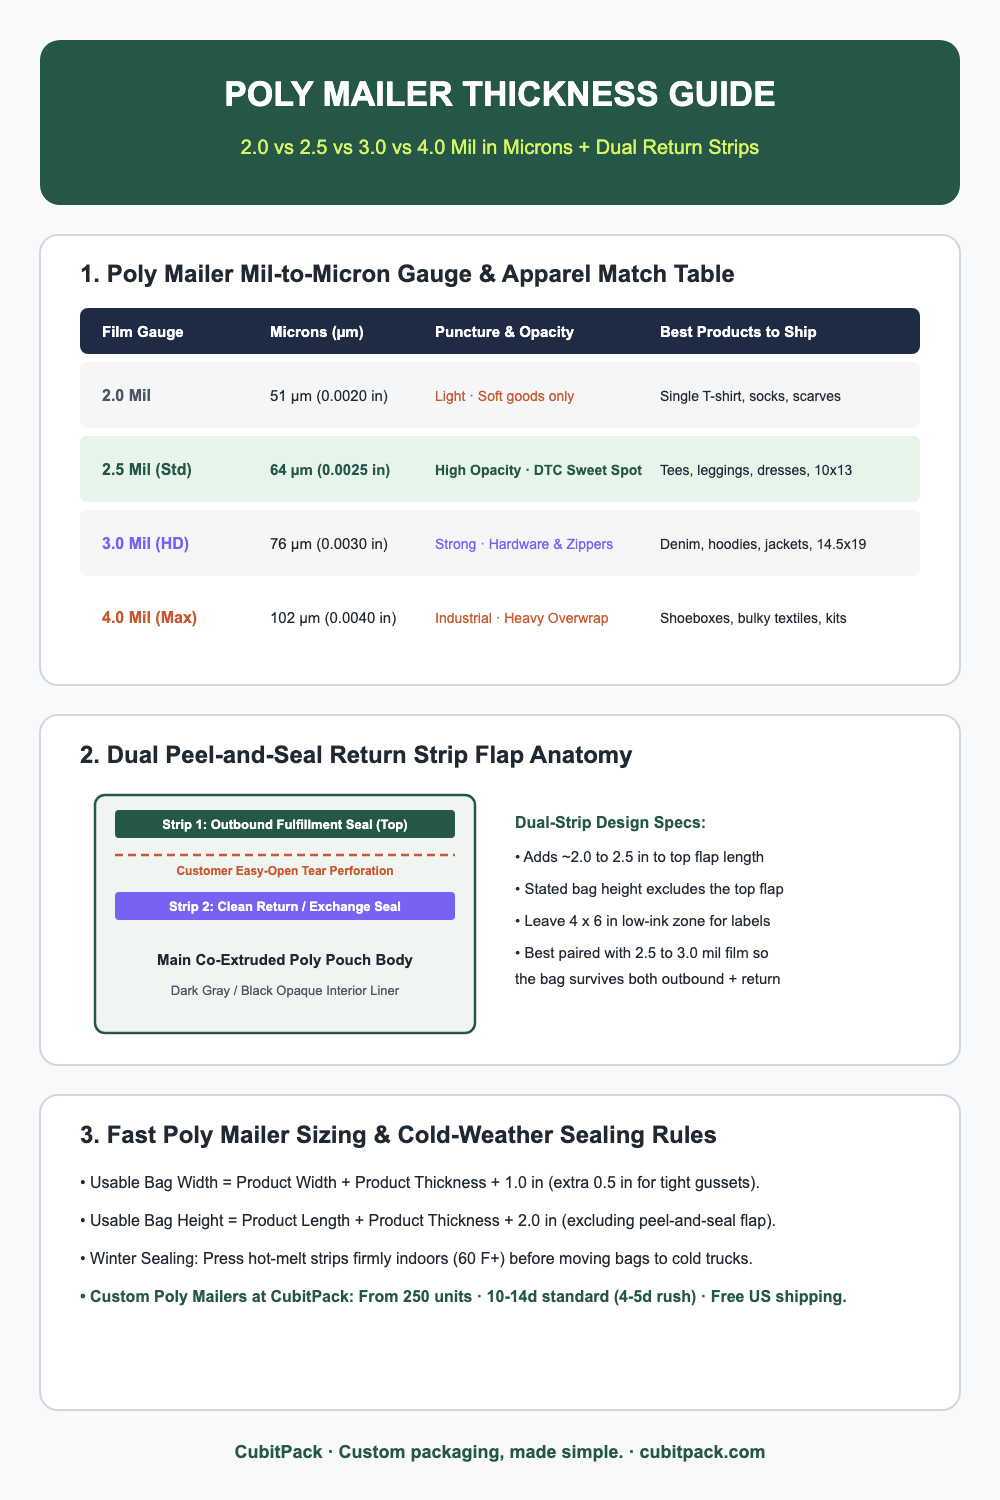 POLY MAILER THICKNESS GUIDE
2.0 vs 2.5 vs 3.0 vs 4.0 Mil in Microns + Dual Return Strips
1. Poly Mailer Mil-to-Micron Gauge & Apparel Match Table
Film Gauge Microns (µm) Puncture & Opacity Best Products to Ship
2.0 Mil 51 µm (0.0020 in) Light · Soft goods only Single T-shirt, socks, scarves
2.5 Mil (Std) 64 µm (0.0025 in) High Opacity · DTC Sweet Spot Tees, leggings, dresses, 10x13
3.0 Mil (HD) 76 µm (0.0030 in) Strong · Hardware & Zippers Denim, hoodies, jackets, 14.5x19
4.0 Mil (Max) 102 µm (0.0040 in) Industrial · Heavy Overwrap Shoeboxes, bulky textiles, kits
2. Dual Peel-and-Seal Return Strip Flap Anatomy
Strip 1: Outbound Fulfillment Seal (Top)
Customer Easy-Open Tear Perforation
Strip 2: Clean Return / Exchange Seal
Main Co-Extruded Poly Pouch Body
Dark Gray / Black Opaque Interior Liner
Dual-Strip Design Specs:
• Adds ~2.0 to 2.5 in to top flap length
• Stated bag height excludes the top flap
• Leave 4 x 6 in low-ink zone for labels
• Best paired with 2.5 to 3.0 mil film so
the bag survives both outbound + return
3. Fast Poly Mailer Sizing & Cold-Weather Sealing Rules
• Usable Bag Width = Product Width + Product Thickness + 1.0 in (extra 0.5 in for tight gussets).
• Usable Bag Height = Product Length + Product Thickness + 2.0 in (excluding peel-and-seal flap).
• Winter Sealing: Press hot-melt strips firmly indoors (60 F+) before moving bags to cold trucks.
• Custom Poly Mailers at CubitPack: From 250 units · 10-14d standard (4-5d rush) · Free US shipping.
CubitPack · Custom packaging, made simple. · cubitpack.com